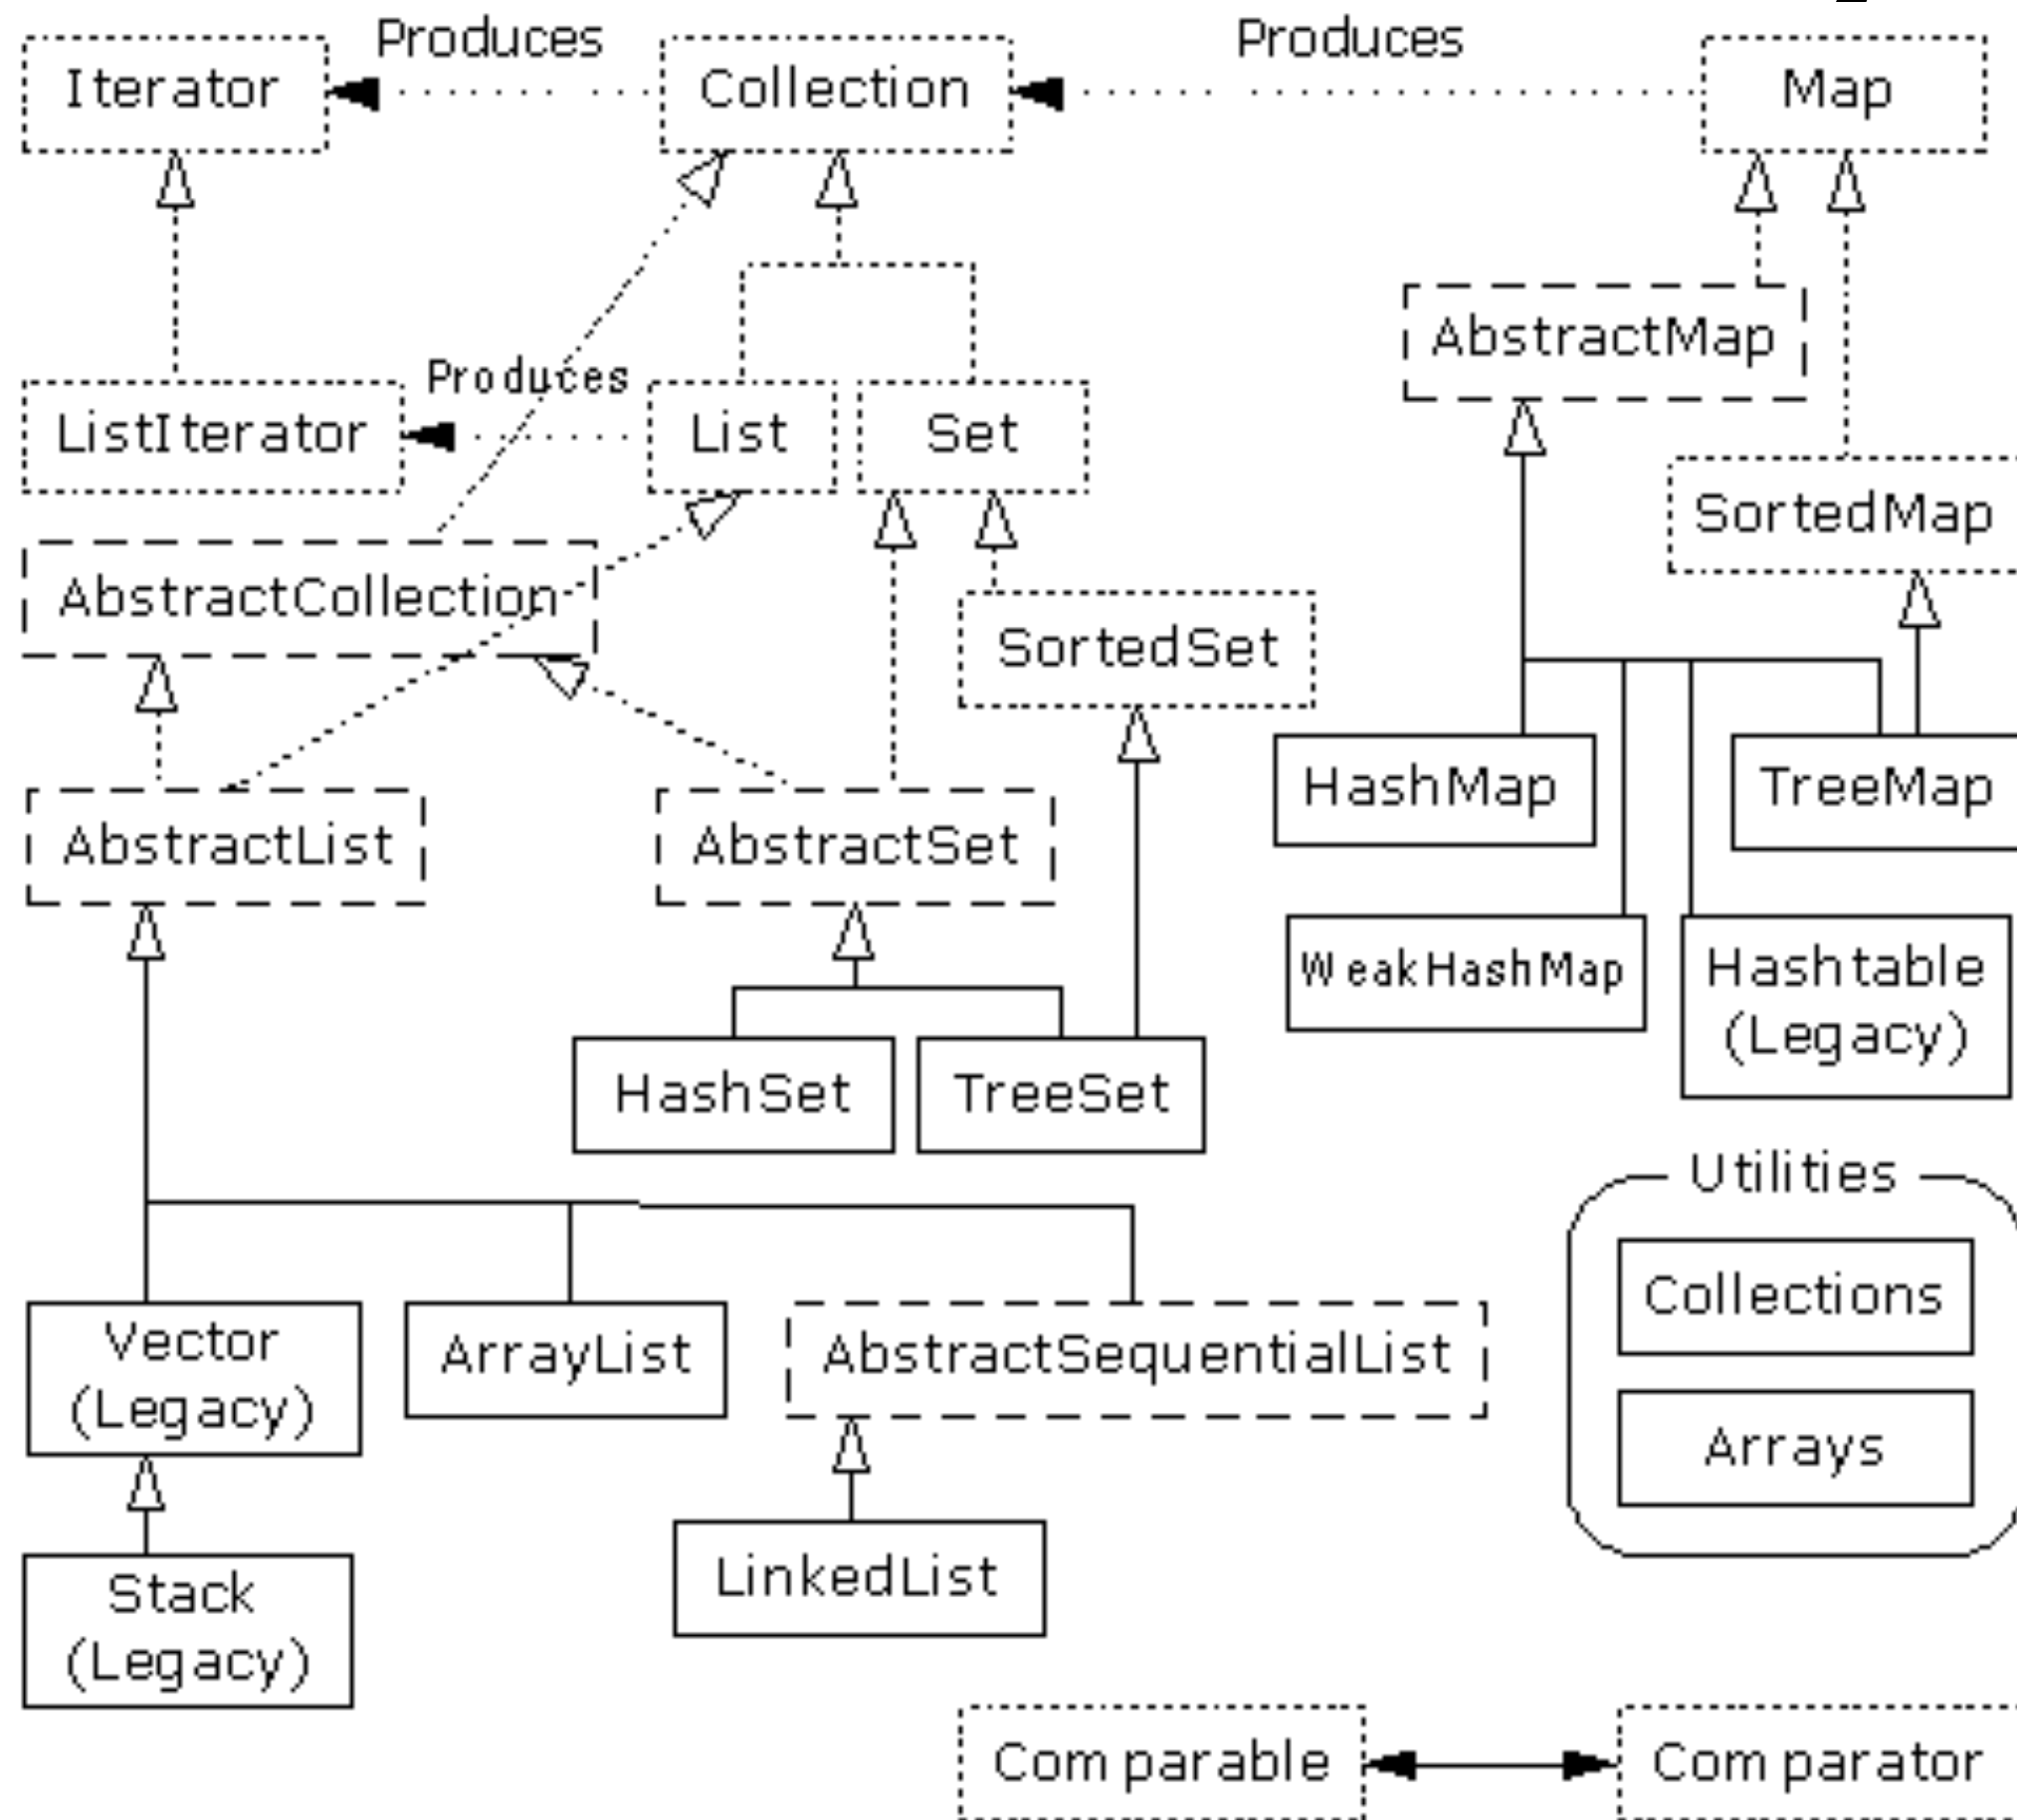 Produces
Produces
Iterator
Collection
Map
AbstractMap
Produces
ListIterator
List
Set
SortedMap
AbstractCollection
SortedSet
HashMap
TreeMap
AbstractList
AbstractSet
WeakHashMap
Hashtable
(Legacy)
HashSet
TreeSet
Utilities
Collections
Vector
(Legacy)
ArrayList
AbstractSequentialList
Arrays
LinkedList
Stack
(Legacy)
Comparable
Comparator